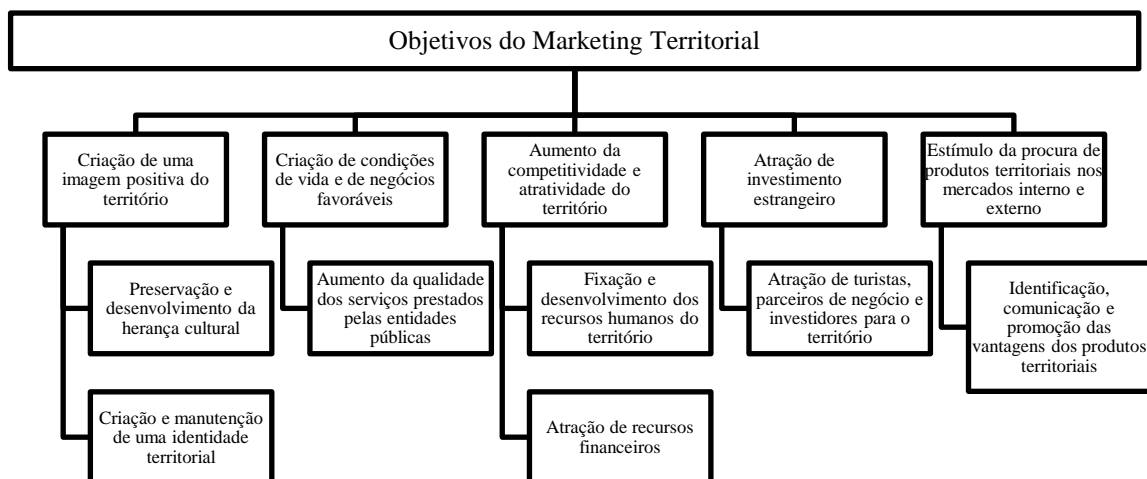 Objetivos do Marketing Territorial
Criação de uma
imagem positiva do
território
Criação de condições
de vida e de negócios
favoráveis
Aumento da
competitividade e
atratividade do
território
Atração de
investimento
estrangeiro
Estímulo da procura de
produtos territoriais nos
mercados interno e
externo
Preservação e
desenvolvimento da
herança cultural
Aumento da qualidade
dos serviços prestados
pelas entidades
públicas
Fixação e
desenvolvimento dos
recursos humanos do
território
Atração de turistas,
parceiros de negócio e
investidores para o
território
Identificação,
comunicação e
promoção das
vantagens dos produtos
territoriais
Criação e manutenção
de uma identidade
territorial
Atração de recursos
financeiros